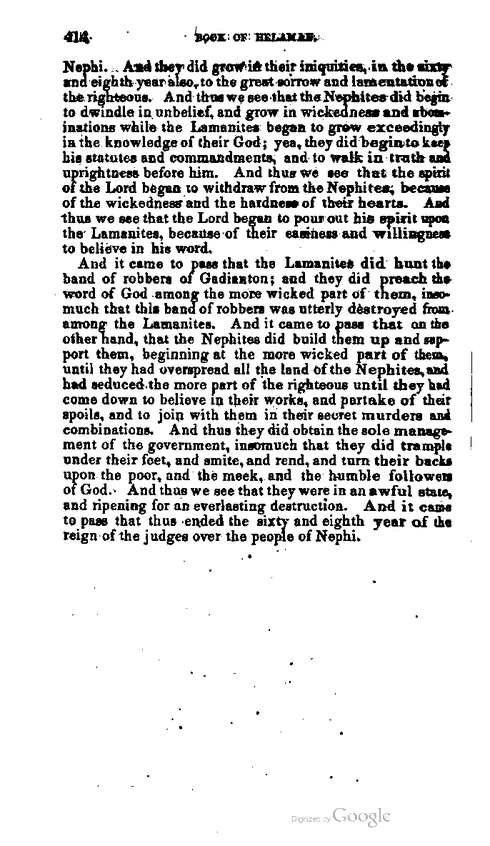 414 BOOK OF HELAMAN.
Nephi. And they did grow in their iniquities, in the sixty
and eighth year also, to the great sorrow and lamentation of
the righteous. And thus we see that the Nephites did begin
to dwindle in unbelief, and grow in wickedness and abom-
inations while the Lamanites began to grow exceedingly
in the knowledge of their God; yea, they did begin to keep
his statutes and commandments, and to walk in truth and
uprightness before him. And thus we see that the spirit
of the Lord began to withdraw from the Nephites; because
of the wickedness and the hardness of their hearts. And
thus we see that the Lord began to pour out his spirit upon
the Lamanites, because of their easiness and willingness
to believe in his word.
And it came to pass that the Lamanites did hunt the
band of robbers of Gadianton; and they did preach the
word of God among the more wicked part of them, inso-
much that this band of robbers was utterly destroyed from
among the Lamanites. And it came to pass that on the
other hand, that the Nephites did build them up and sup-
port them, beginning at the more wicked part of them,
until they had overspread all the land of the Nephites, and
had seduced the more part of the righteous until they had
come down to believe in their works, and partake of their
spoils, and to join with them in their secret murders and
combinations. And thus they did obtain the sole manage-
ment of the government, insomuch that they did trample
under their feet, and smite, and rend, and turn their backs
upon the poor, and the meek, and the humble followers
of God. And thus we see that they were in an awful state,
and ripening for an everlasting destruction. And it came
to pass that thus ended the sixty and eighth year of the
reign of the judges over the people of Nephi.
Digitized by Google